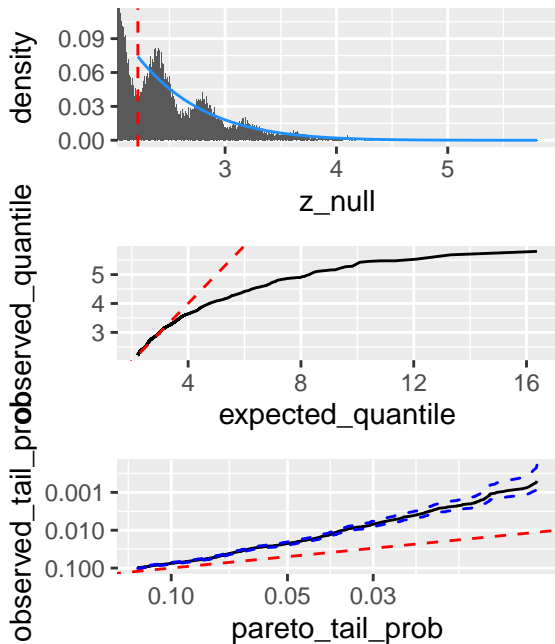 density
0.09
0.06
0.03
0.00
3 4 5
z_null
observed_quantile
5
4
3
4 8 12 16
expected_quantile
observed_tail_prob
0.001
0.010
0.100
0.10 0.05 0.03
pareto_tail_prob